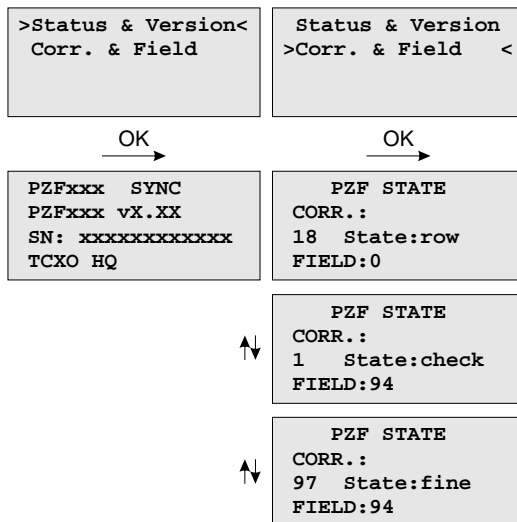 >Status & Version<
Corr. & Field
OK
PZFxxx SYNC
PZFxxx vX.XX
SN: xxxxxxxxxxxx
TCXO HQ
Status & Version
>Corr. & Field <
OK
PZF STATE
CORR.:
18 State:row
FIELD:0
PZF STATE
CORR.:
1 State:check
FIELD:94
PZF STATE
CORR.:
97 State:fine
FIELD:94